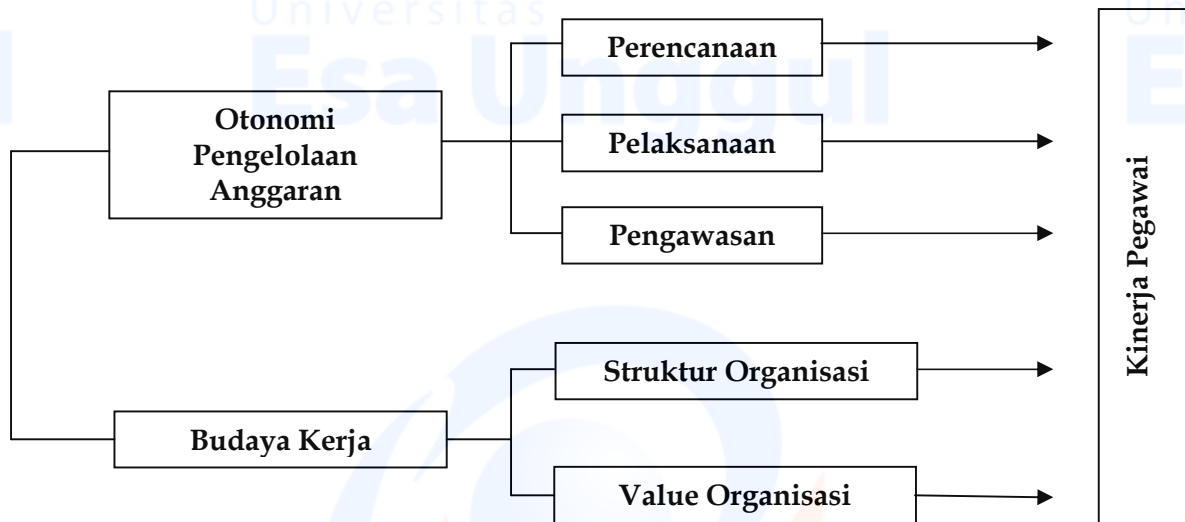 Universitas
Esa Unggul
Perencanaan
Otonomi
Pengelolaan
Anggaran
Pelaksanaan
Pengawasan
Kinerja Pegawai
Struktur Organisasi
Budaya Kerja
Value Organisasi